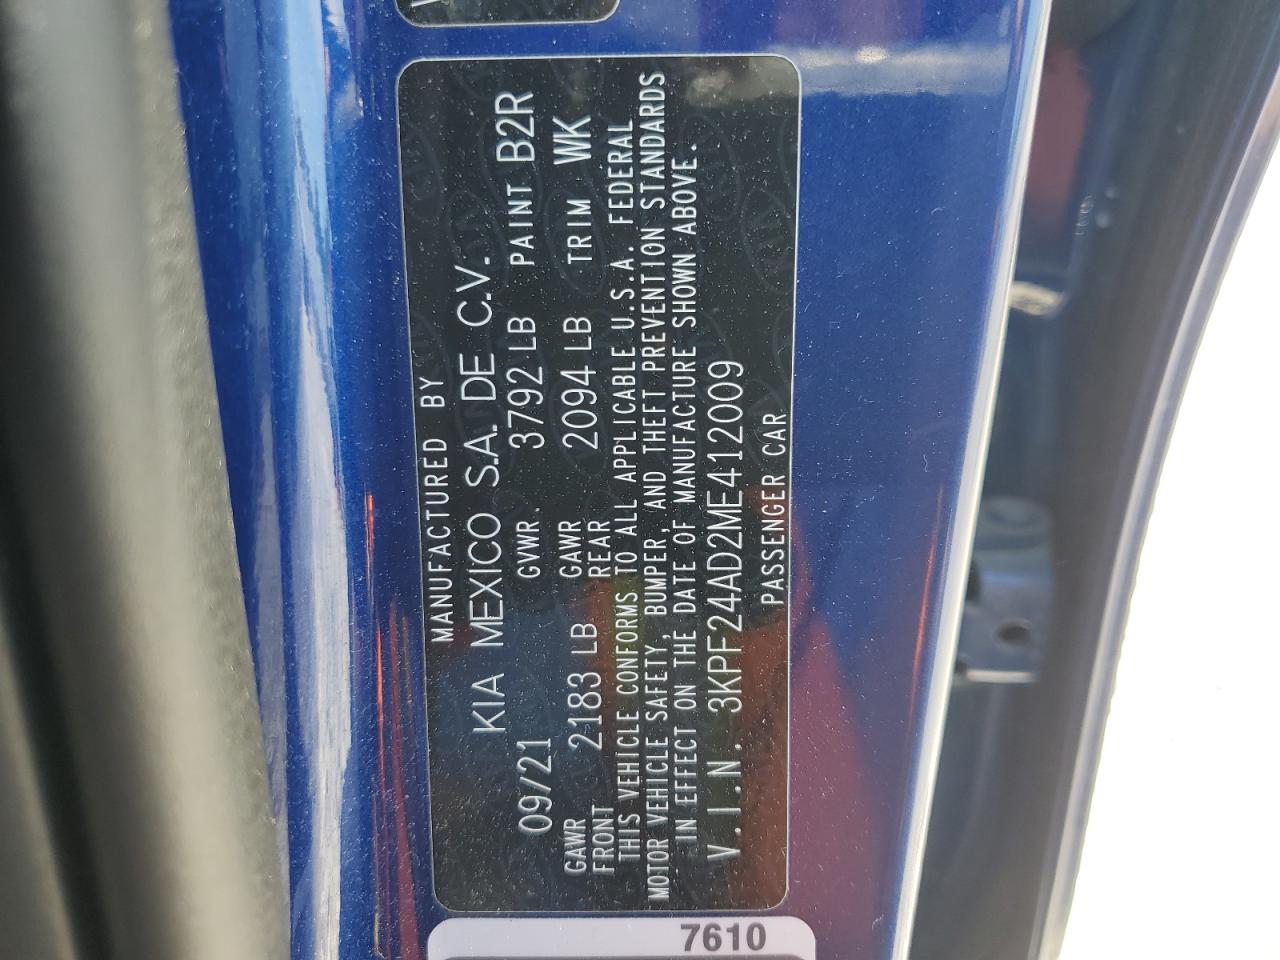 MANUFACTURED BY
KIA MEXICO S.A. DE C.V.
09/21 GVWR. 3792 LB PAINT B2R
GAWR FRONT 2183 LB GAWR REAR 2094 LB TRIM WK
THIS VEHICLE CONFORMS TO ALL APPLICABLE U.S.A. FEDERAL
MOTOR VEHICLE SAFETY, BUMPER, AND THEFT PREVENTION STANDARDS
IN EFFECT ON THE DATE OF MANUFACTURE SHOWN ABOVE.
V.I.N. 3KPF24AD2ME412009
PASSENGER CAR
7610